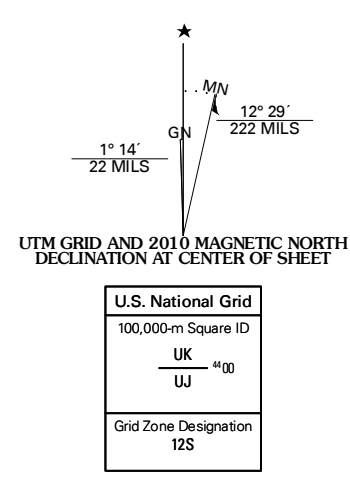 MN
12° 29´
222 MILS
GN
1° 14´
22 MILS
UTM GRID AND 2010 MAGNETIC NORTH
DECLINATION AT CENTER OF SHEET
U.S. National Grid
100,000-m Square ID
UK
4400
UJ
Grid Zone Designation
12S